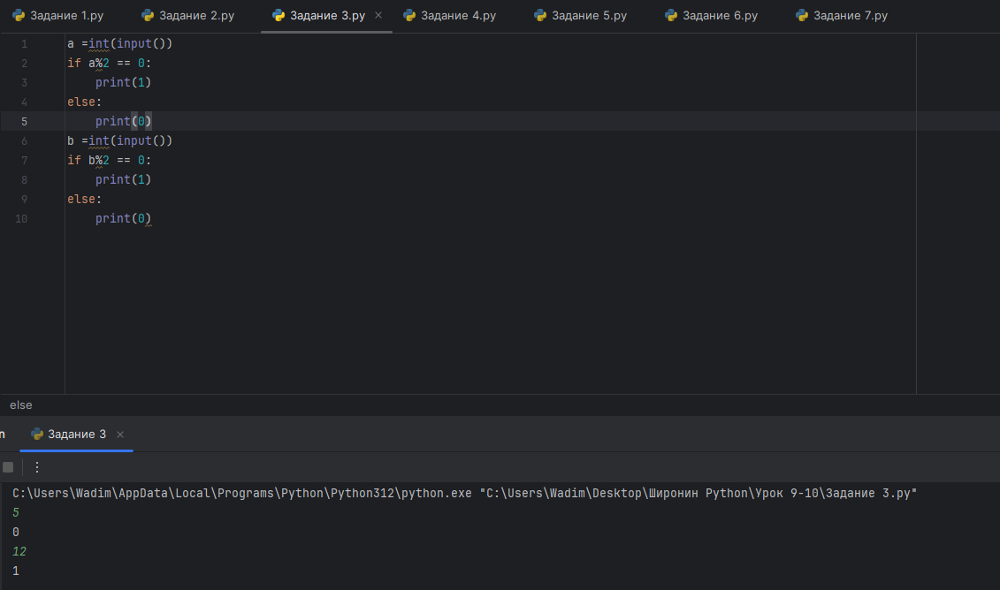 Задание 1.py Задание 2.py Задание 3.py Задание 4.py Задание 5.py Задание 6.py Задание 7.py
1 a =int(input())
2 if a%2 == 0:
3     print(1)
4 else:
5     print(0)
6 b =int(input())
7 if b%2 == 0:
8     print(1)
9 else:
10     print(0)
else
n Задание 3
C:\Users\Wadim\AppData\Local\Programs\Python\Python312\python.exe "C:\Users\Wadim\Desktop\Широнин Python\Урок 9-10\Задание 3.py"
5
0
12
1